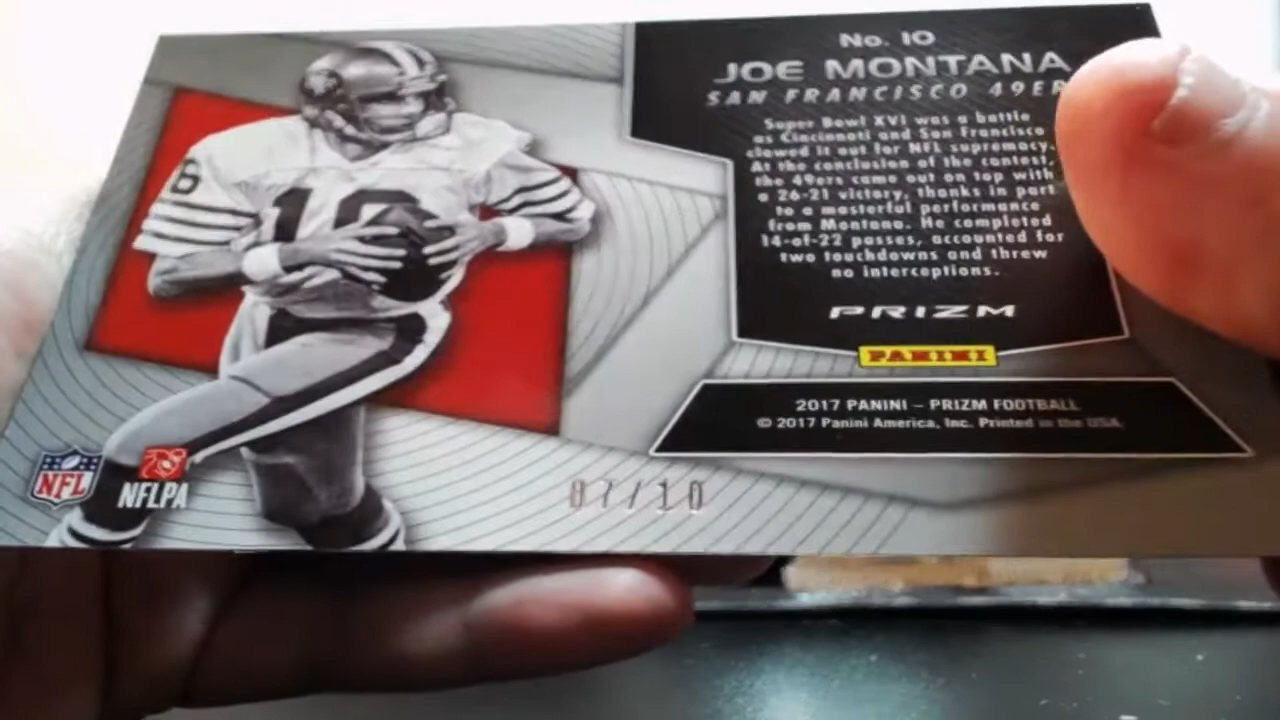 No. 10
JOE MONTANA
SAN FRANCISCO 49ER
Super Bowl XVI was a battle
as Cincinnati and San Francisco
clawed it out for NFL supremacy.
At the conclusion of the contest,
the 49ers came out on top with
a 26-21 victory, thanks in part
to a masterful performance
from Montana. He completed
14-of-22 passes, accounted for
two touchdowns and threw
no interceptions.
PRIZM
PANINI
2017 PANINI – PRIZM FOOTBALL
© 2017 Panini America, Inc. Printed in the USA.
07/10
NFL
NFLPA
16